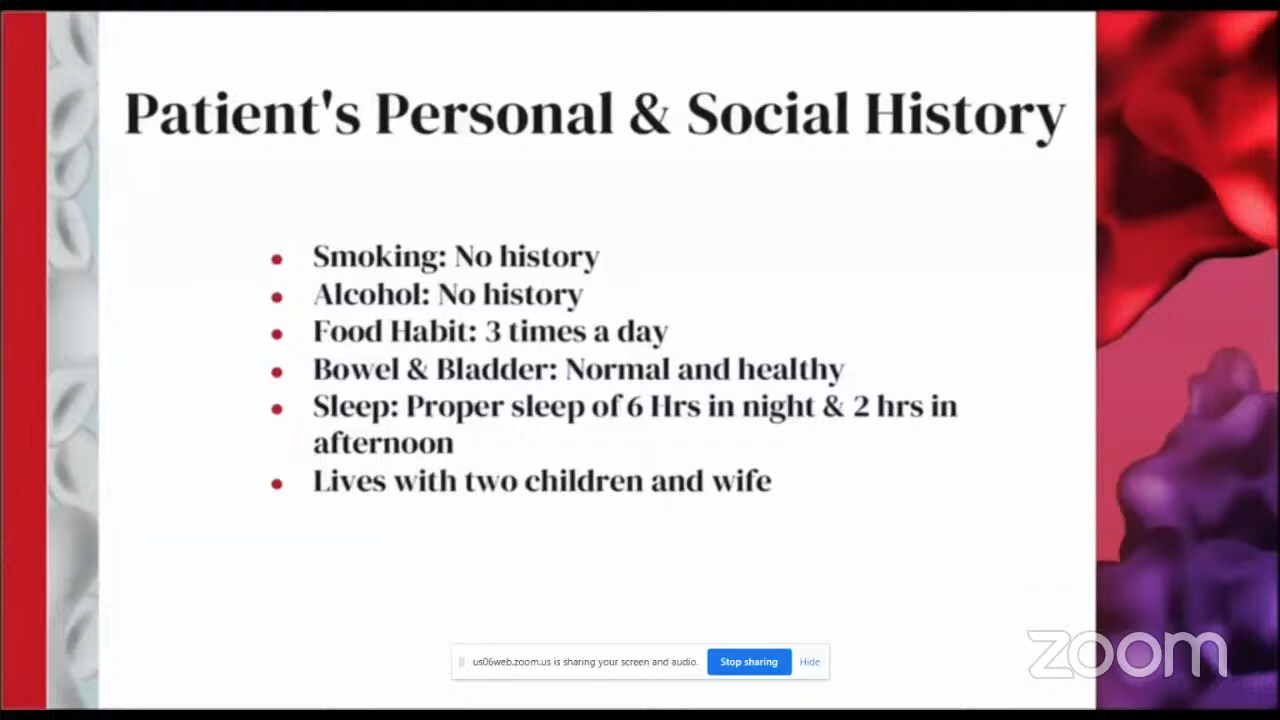 Patient's Personal & Social History
• Smoking: No history
• Alcohol: No history
• Food Habit: 3 times a day
• Bowel & Bladder: Normal and healthy
• Sleep: Proper sleep of 6 Hrs in night & 2 hrs in
afternoon
• Lives with two children and wife
us06web.zoom.us is sharing your screen and audio. Stop sharing Hide
zoom